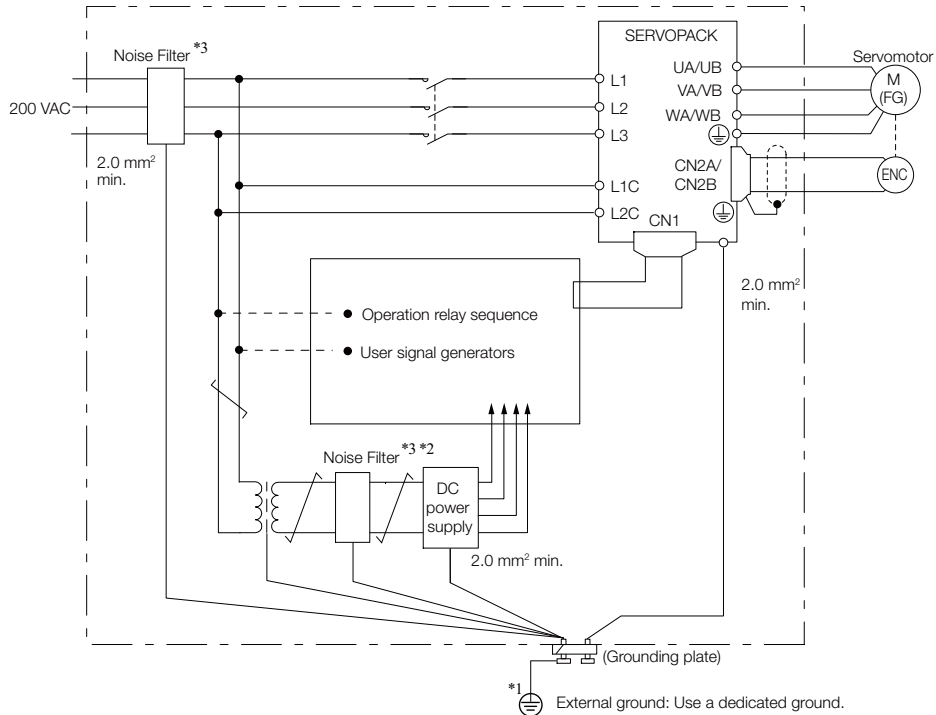 SERVOPACK
Noise Filter *3
Servomotor
UA/UB
M
(FG)
L1
VA/VB
200 VAC
L2
WA/WB
L3
2.0 mm² min.
CN2A/
CN2B
ENC
L1C
L2C
CN1
2.0 mm²
min.
Operation relay sequence
User signal generators
Noise Filter *3 *2
DC
power
supply
2.0 mm² min.
(Grounding plate)
*1
External ground: Use a dedicated ground.